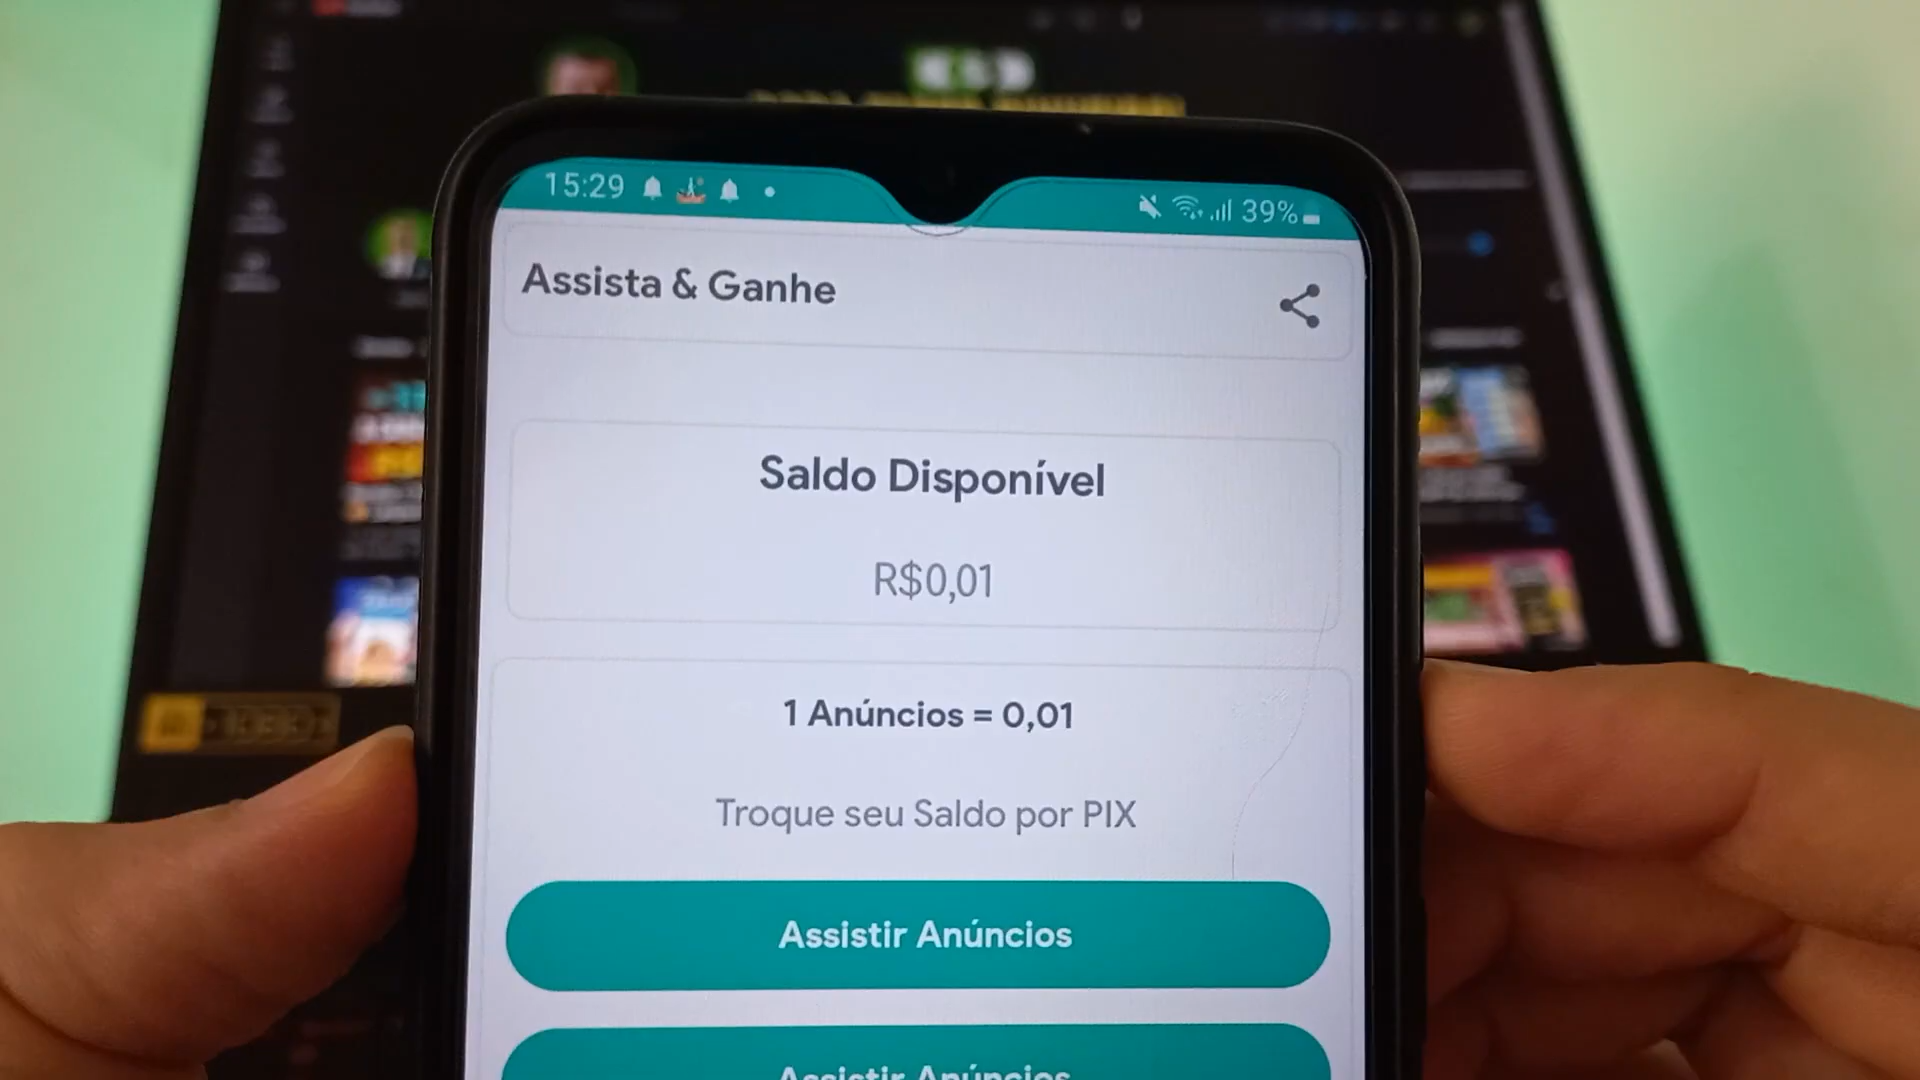 15:29
39%
Assista & Ganhe
Saldo Disponível
R$0,01
1 Anúncios = 0,01
Troque seu Saldo por PIX
Assistir Anúncios
Assistir Anúncios